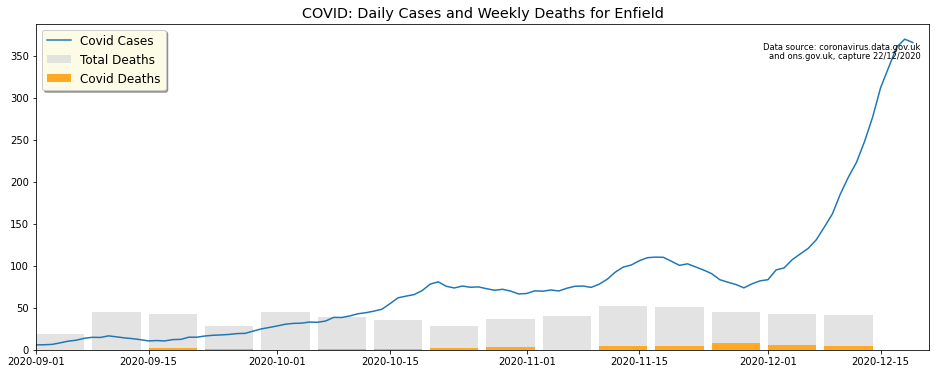 COVID: Daily Cases and Weekly Deaths for Enfield
Covid Cases
Total Deaths
Covid Deaths
Data source: coronavirus.data.gov.uk
and ons.gov.uk, capture 22/12/2020
350
300
250
200
150
100
50
0
2020-09-01 2020-09-15 2020-10-01 2020-10-15 2020-11-01 2020-11-15 2020-12-01 2020-12-15